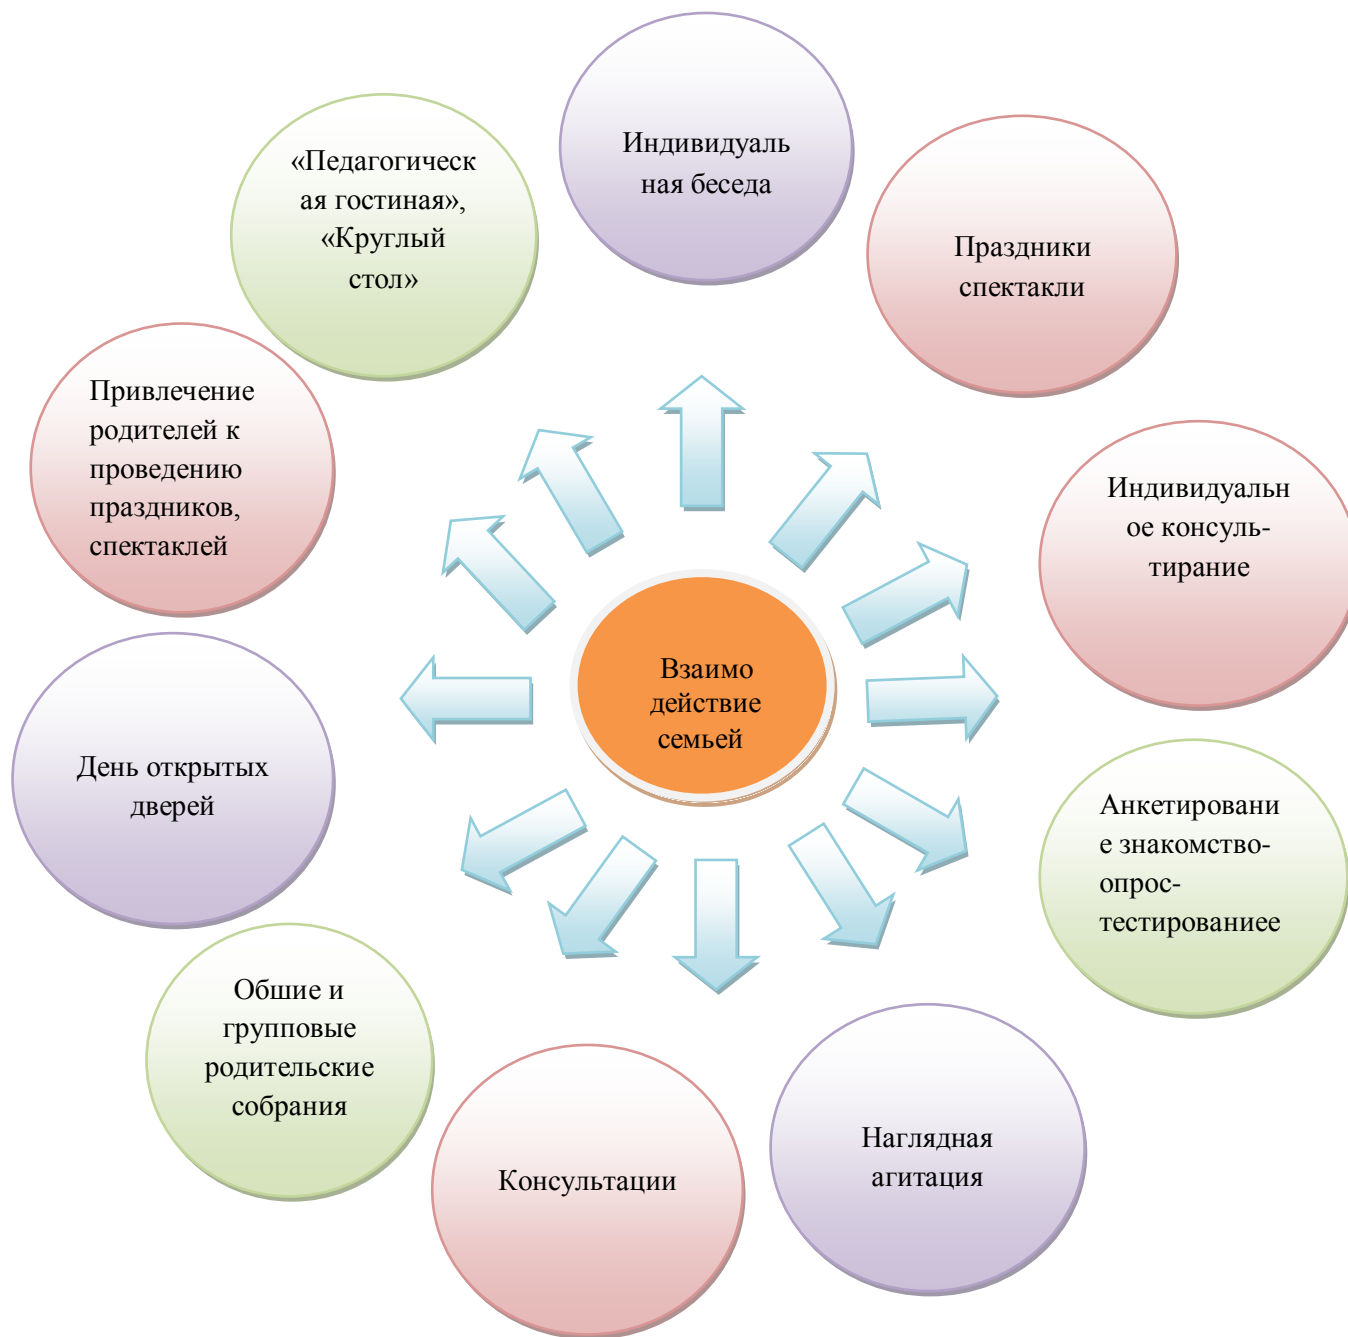 Индивидуаль
ная беседа
«Педагогическ
ая гостиная»,
«Круглый
стол»
Праздники
спектакли
Привлечение
родителей к
проведению
праздников,
спектаклей
Индивидуальн
ое консуль-
тирание
Взаимо
действие
семьей
День открытых
дверей
Анкетировани
е знакомство-
опрос-
тестированиее
Обшие и
групповые
родительские
собрания
Наглядная
агитация
Консультации